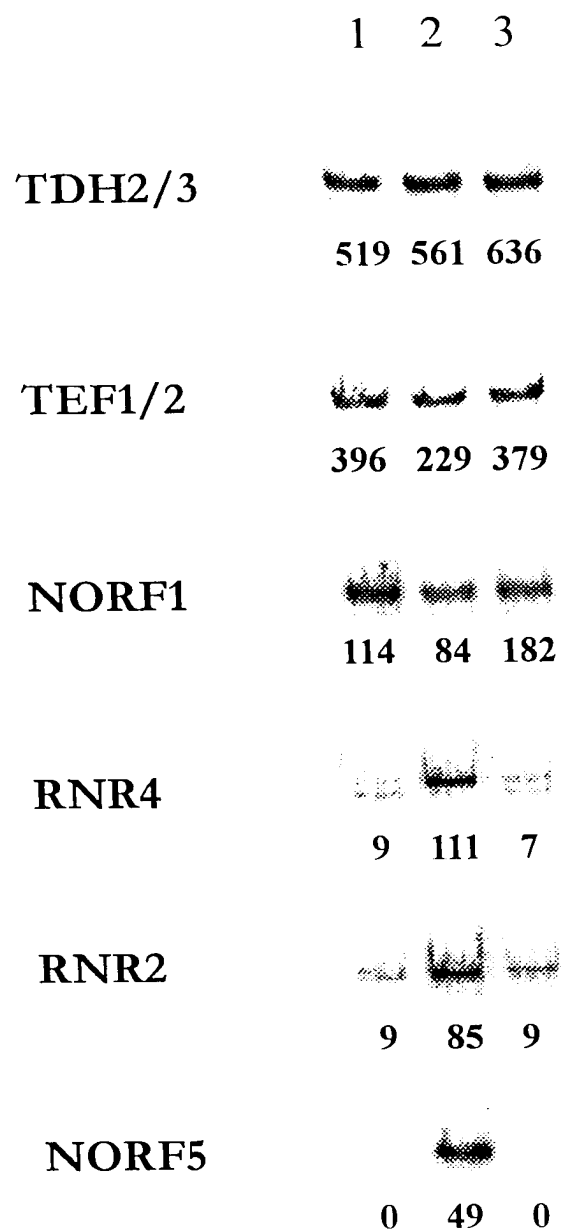 1 2 3
TDH2/3
519 561 636
TEF1/2
396 229 379
NORF1
114 84 182
RNR4
9 111 7
RNR2
9 85 9
NORF5
0 49 0